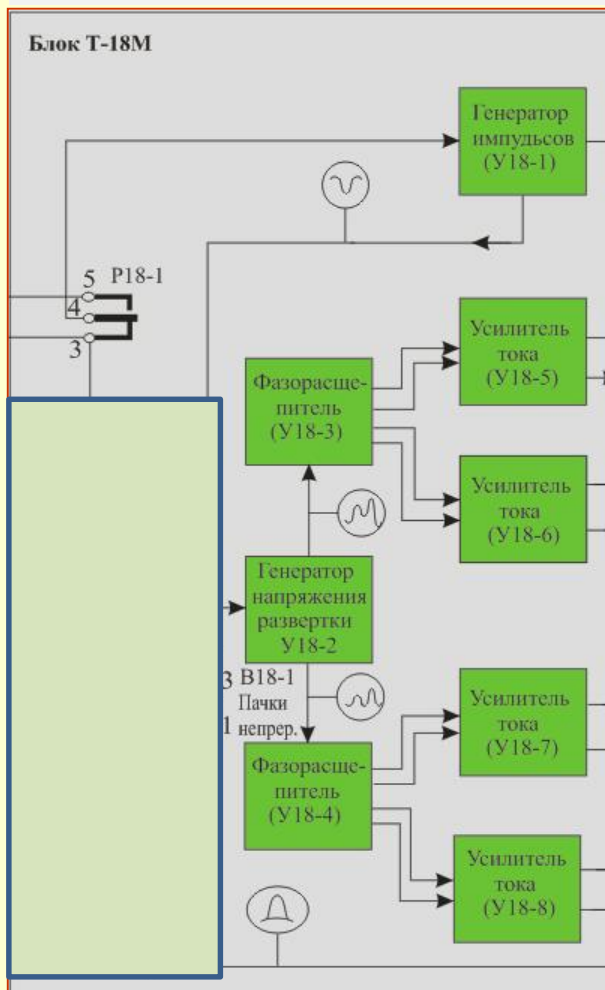 Блок Т-18М
Генератор
импудьсов
(У18-1)
5 Р18-1
4
3
Усилитель
тока
(У18-5)
Фазорасще-
питель
(У18-3)
Усилитель
тока
(У18-6)
Генератор
напряжения
развертки
У18-2
3 В18-1
Пачки
1 непрер.
Усилитель
тока
(У18-7)
Фазорасще-
питель
(У18-4)
Усилитель
тока
(У18-8)